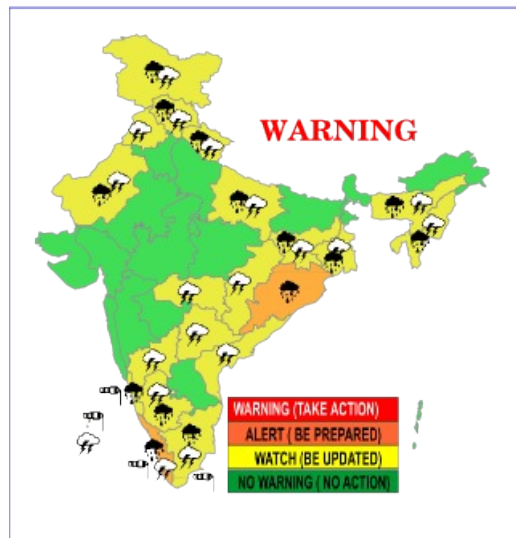 WARNING
WARNING (TAKE ACTION)
ALERT ( BE PREPARED)
WATCH (BE UPDATED)
NO WARNING ( NO ACTION)